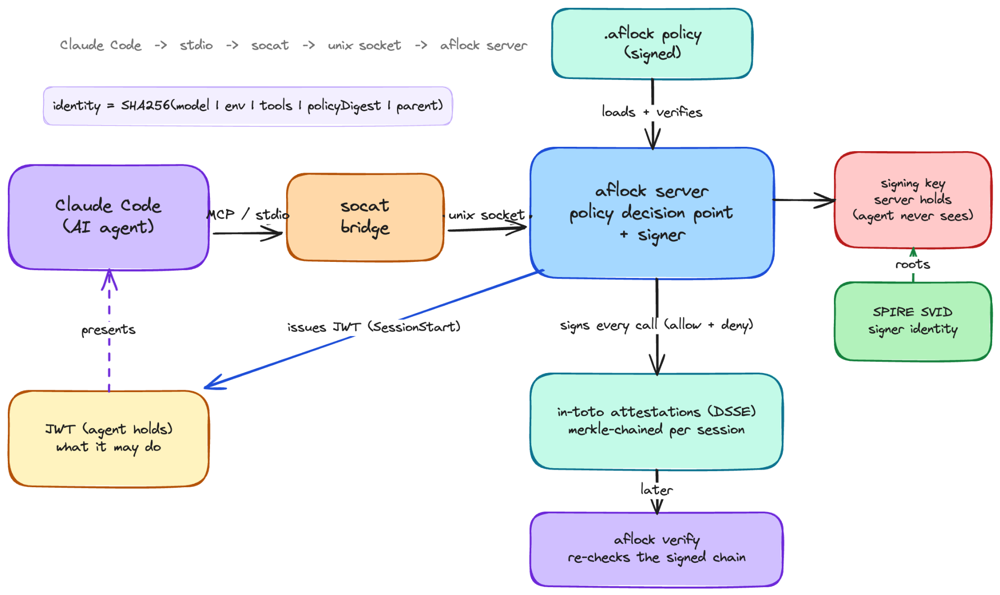 .aflock policy
(signed)
Claude Code -> stdio -> socat -> unix socket -> aflock server
identity = SHA256(model | env | tools | policyDigest | parent)
loads + verifies
Claude Code
(AI agent)
MCP / stdio
socat
bridge
unix socket
aflock server
policy decision point
+ signer
signing key
server holds
(agent never sees)
roots
SPIRE SVID
signer identity
presents
issues JWT (SessionStart)
signs every call (allow + deny)
JWT (agent holds)
what it may do
in-toto attestations (DSSE)
merkle-chained per session
later
aflock verify
re-checks the signed chain